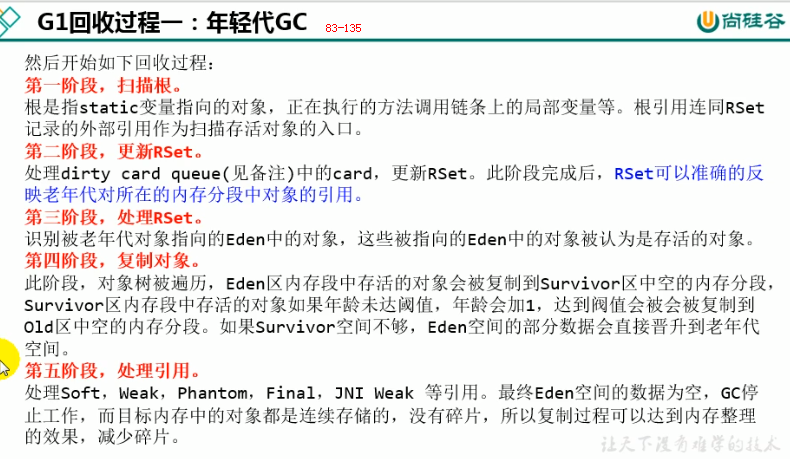 G1回收过程一：年轻代GC 83-135
尚硅谷
然后开始如下回收过程：
第一阶段，扫描根。
根是指static变量指向的对象，正在执行的方法调用链条上的局部变量等。根引用连同RSet
记录的外部引用作为扫描存活对象的入口。
第二阶段，更新RSet。
处理dirty card queue(见备注)中的card，更新RSet。此阶段完成后，RSet可以准确的反
映老年代对所在的内存分段中对象的引用。
第三阶段，处理RSet。
识别被老年代对象指向的Eden中的对象，这些被指向的Eden中的对象被认为是存活的对象。
第四阶段，复制对象。
此阶段，对象树被遍历，Eden区内存段中存活的对象会被复制到Survivor区中空的内存分段，
Survivor区内存段中存活的对象如果年龄未达阈值，年龄会加1，达到阀值会被会被复制到
Old区中空的内存分段。如果Survivor空间不够，Eden空间的部分数据会直接晋升到老年代
空间。
第五阶段，处理引用。
处理Soft，Weak，Phantom，Final，JNI Weak 等引用。最终Eden空间的数据为空，GC停
止工作，而目标内存中的对象都是连续存储的，没有碎片，所以复制过程可以达到内存整理
的效果，减少碎片。
让天下没有难学的技术